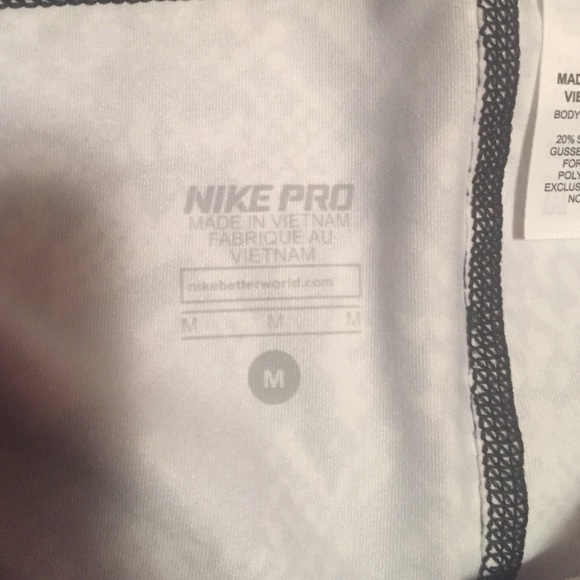 NIKE PRO
MADE IN VIETNAM
FABRIQUE AU
VIETNAM
nikebetterworld.com
M M M
M
MAD
VIE
BODY
20% S
GUSSE
FOR
POLY
EXCLUS
NO